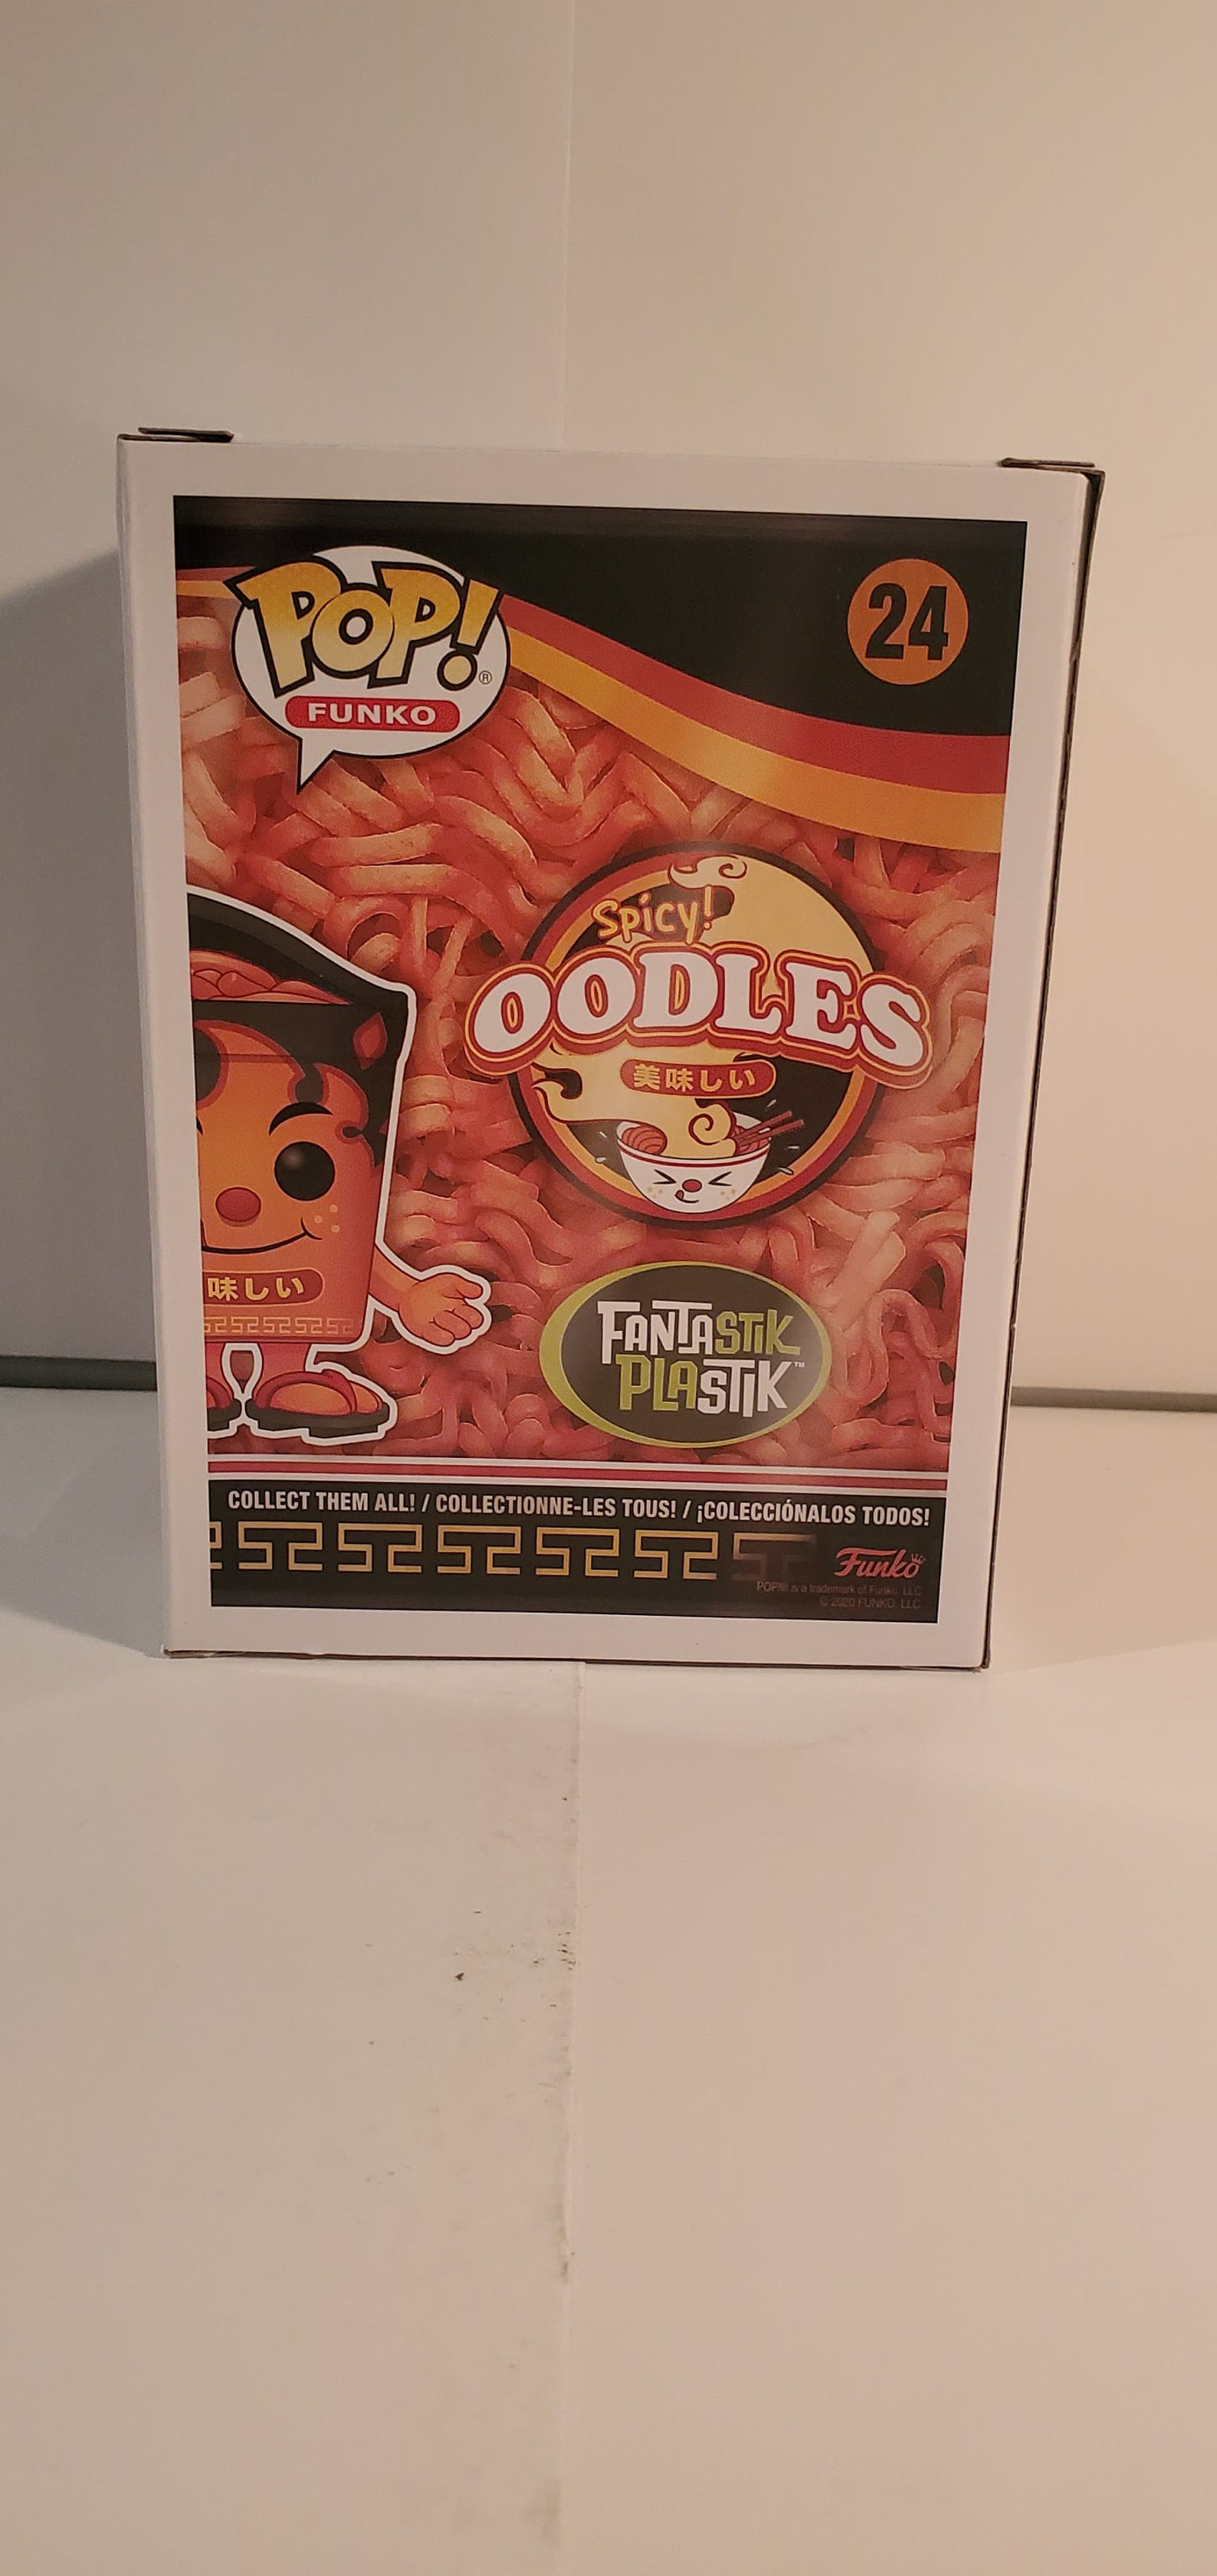 POP!®
FUNKO
24
Spicy!
OODLES
美味しい
味しい
FANTASTIK
PLASTIK™
COLLECT THEM ALL! / COLLECTIONNE-LES TOUS! / ¡COLECCIÓNALOS TODOS!
Funko
POP!® is a trademark of Funko, LLC
© 2020 FUNKO, LLC